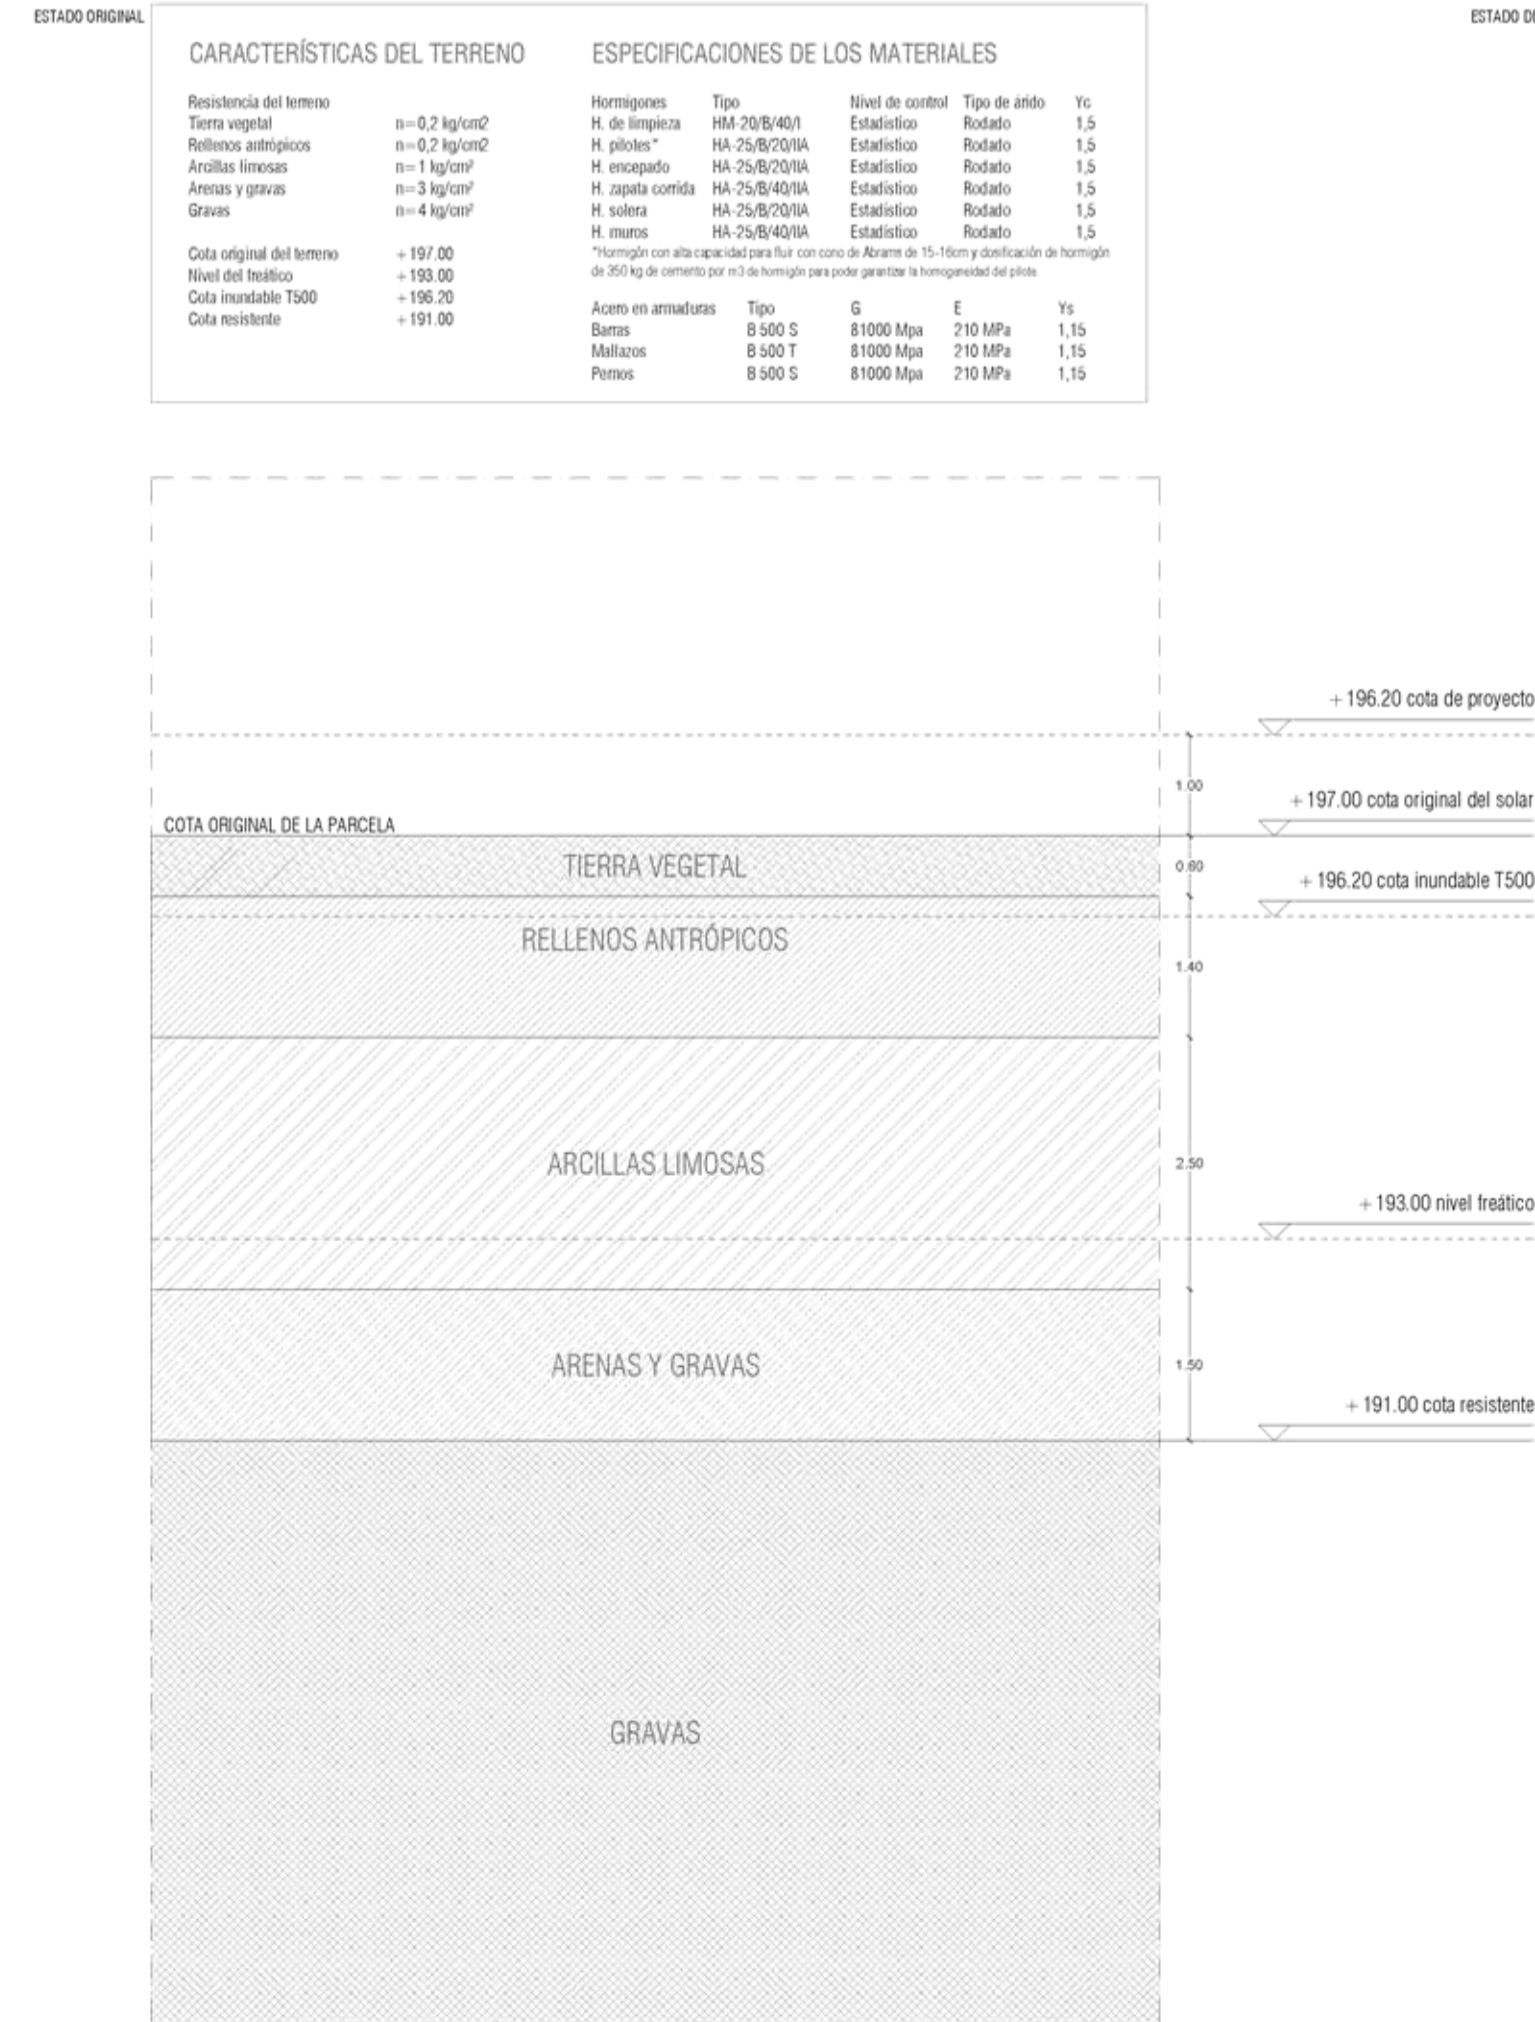 ESTADO ORIGINAL
ESTADO DE
CARACTERÍSTICAS DEL TERRENO
Resistencia del terreno
Tierra vegetal n=0,2 kg/cm2
Rellenos antrópicos n=0,2 kg/cm2
Arcillas limosas n=1 kg/cm²
Arenas y gravas n=3 kg/cm²
Gravas n=4 kg/cm²
Cota original del terreno +197.00
Nivel del freático +193.00
Cota inundable T500 +196.20
Cota resistente +191.00
ESPECIFICACIONES DE LOS MATERIALES
Hormigones Tipo Nivel de control Tipo de árido Yc
H. de limpieza HM-20/B/40/I Estadístico Rodado 1,5
H. pilotes* HA-25/B/20/IIA Estadístico Rodado 1,5
H. encepado HA-25/B/20/IIA Estadístico Rodado 1,5
H. zapata corrida HA-25/B/40/IIA Estadístico Rodado 1,5
H. solera HA-25/B/20/IIA Estadístico Rodado 1,5
H. muros HA-25/B/40/IIA Estadístico Rodado 1,5
*Hormigón con alta capacidad para fluir con cono de Abrams de 15-16cm y dosificación de hormigón
de 350 kg de cemento por m3 de hormigón para poder garantizar la homogeneidad del pilote.
Acero en armaduras Tipo G E Ys
Barras B 500 S 81000 Mpa 210 MPa 1,15
Mallazos B 500 T 81000 Mpa 210 MPa 1,15
Pernos B 500 S 81000 Mpa 210 MPa 1,15
+196.20 cota de proyecto
1.00
+197.00 cota original del solar
COTA ORIGINAL DE LA PARCELA
TIERRA VEGETAL
0.60
+196.20 cota inundable T500
RELLENOS ANTRÓPICOS
1.40
ARCILLAS LIMOSAS
2.50
+193.00 nivel freático
ARENAS Y GRAVAS
1.50
+191.00 cota resistente
GRAVAS